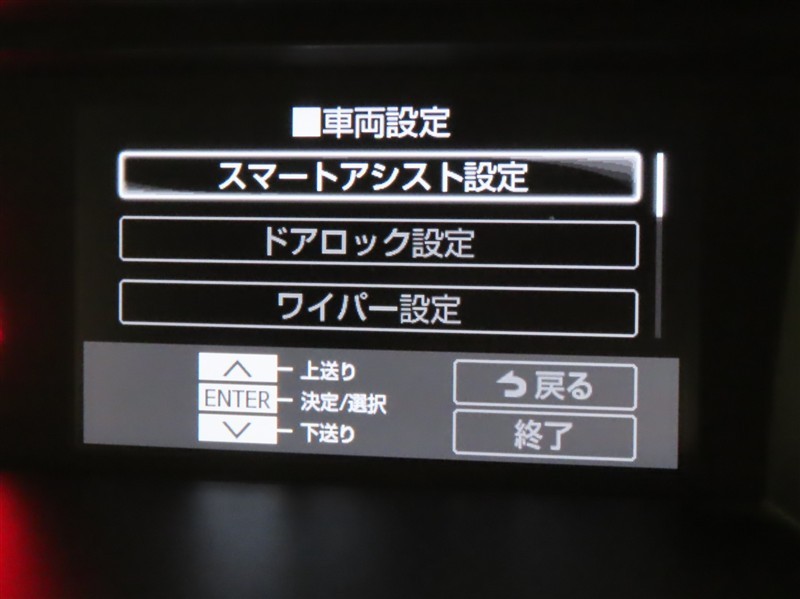 ■車両設定
スマートアシスト設定
ドアロック設定
ワイパー設定
上送り
ENTER 決定/選択
下送り
戻る
終了